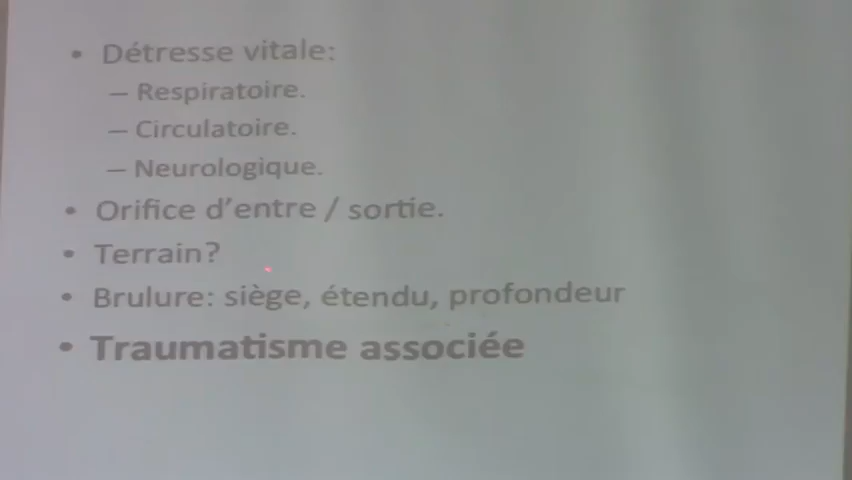 • Détresse vitale:
– Respiratoire.
– Circulatoire.
– Neurologique.
• Orifice d'entre / sortie.
• Terrain?
• Brulure: siège, étendu, profondeur
• Traumatisme associée